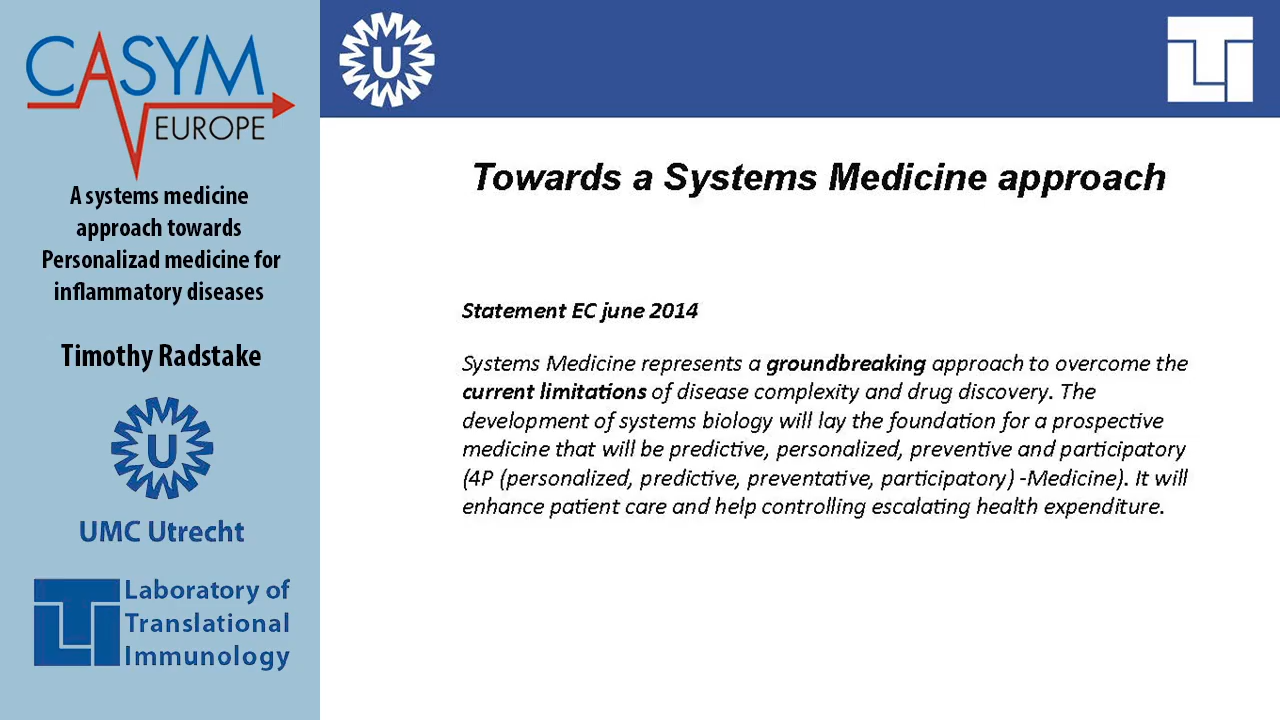 CASYM
EUROPE
A systems medicine
approach towards
Personalizad medicine for
inflammatory diseases
Timothy Radstake
U
UMC Utrecht
LTI
Laboratory of
Translational
Immunology
U
LTI
Towards a Systems Medicine approach
Statement EC june 2014
Systems Medicine represents a groundbreaking approach to overcome the
current limitations of disease complexity and drug discovery. The
development of systems biology will lay the foundation for a prospective
medicine that will be predictive, personalized, preventive and participatory
(4P (personalized, predictive, preventative, participatory) -Medicine). It will
enhance patient care and help controlling escalating health expenditure.